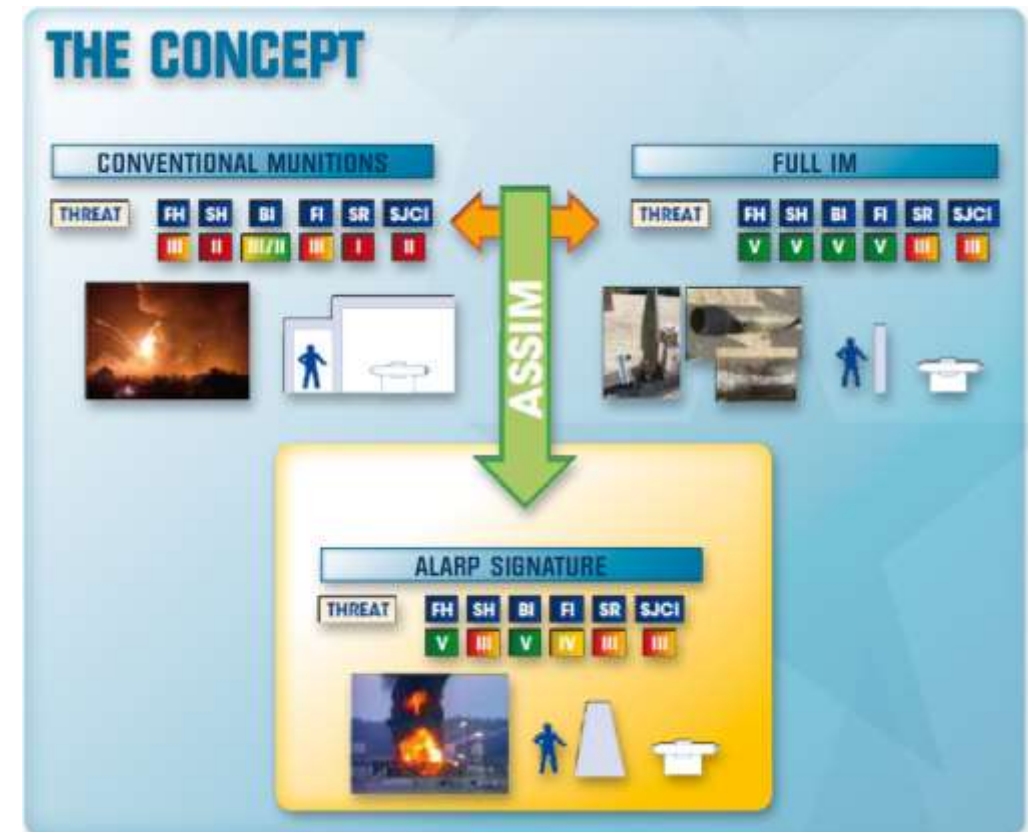 THE CONCEPT
CONVENTIONAL MUNITIONS
THREAT FH SH BI FI SR SJCI
III II III/II III I II
FULL IM
THREAT FH SH BI FI SR SJCI
V V V V III III
ASSIM
ALARP SIGNATURE
THREAT FH SH BI FI SR SJCI
V III V IV III III